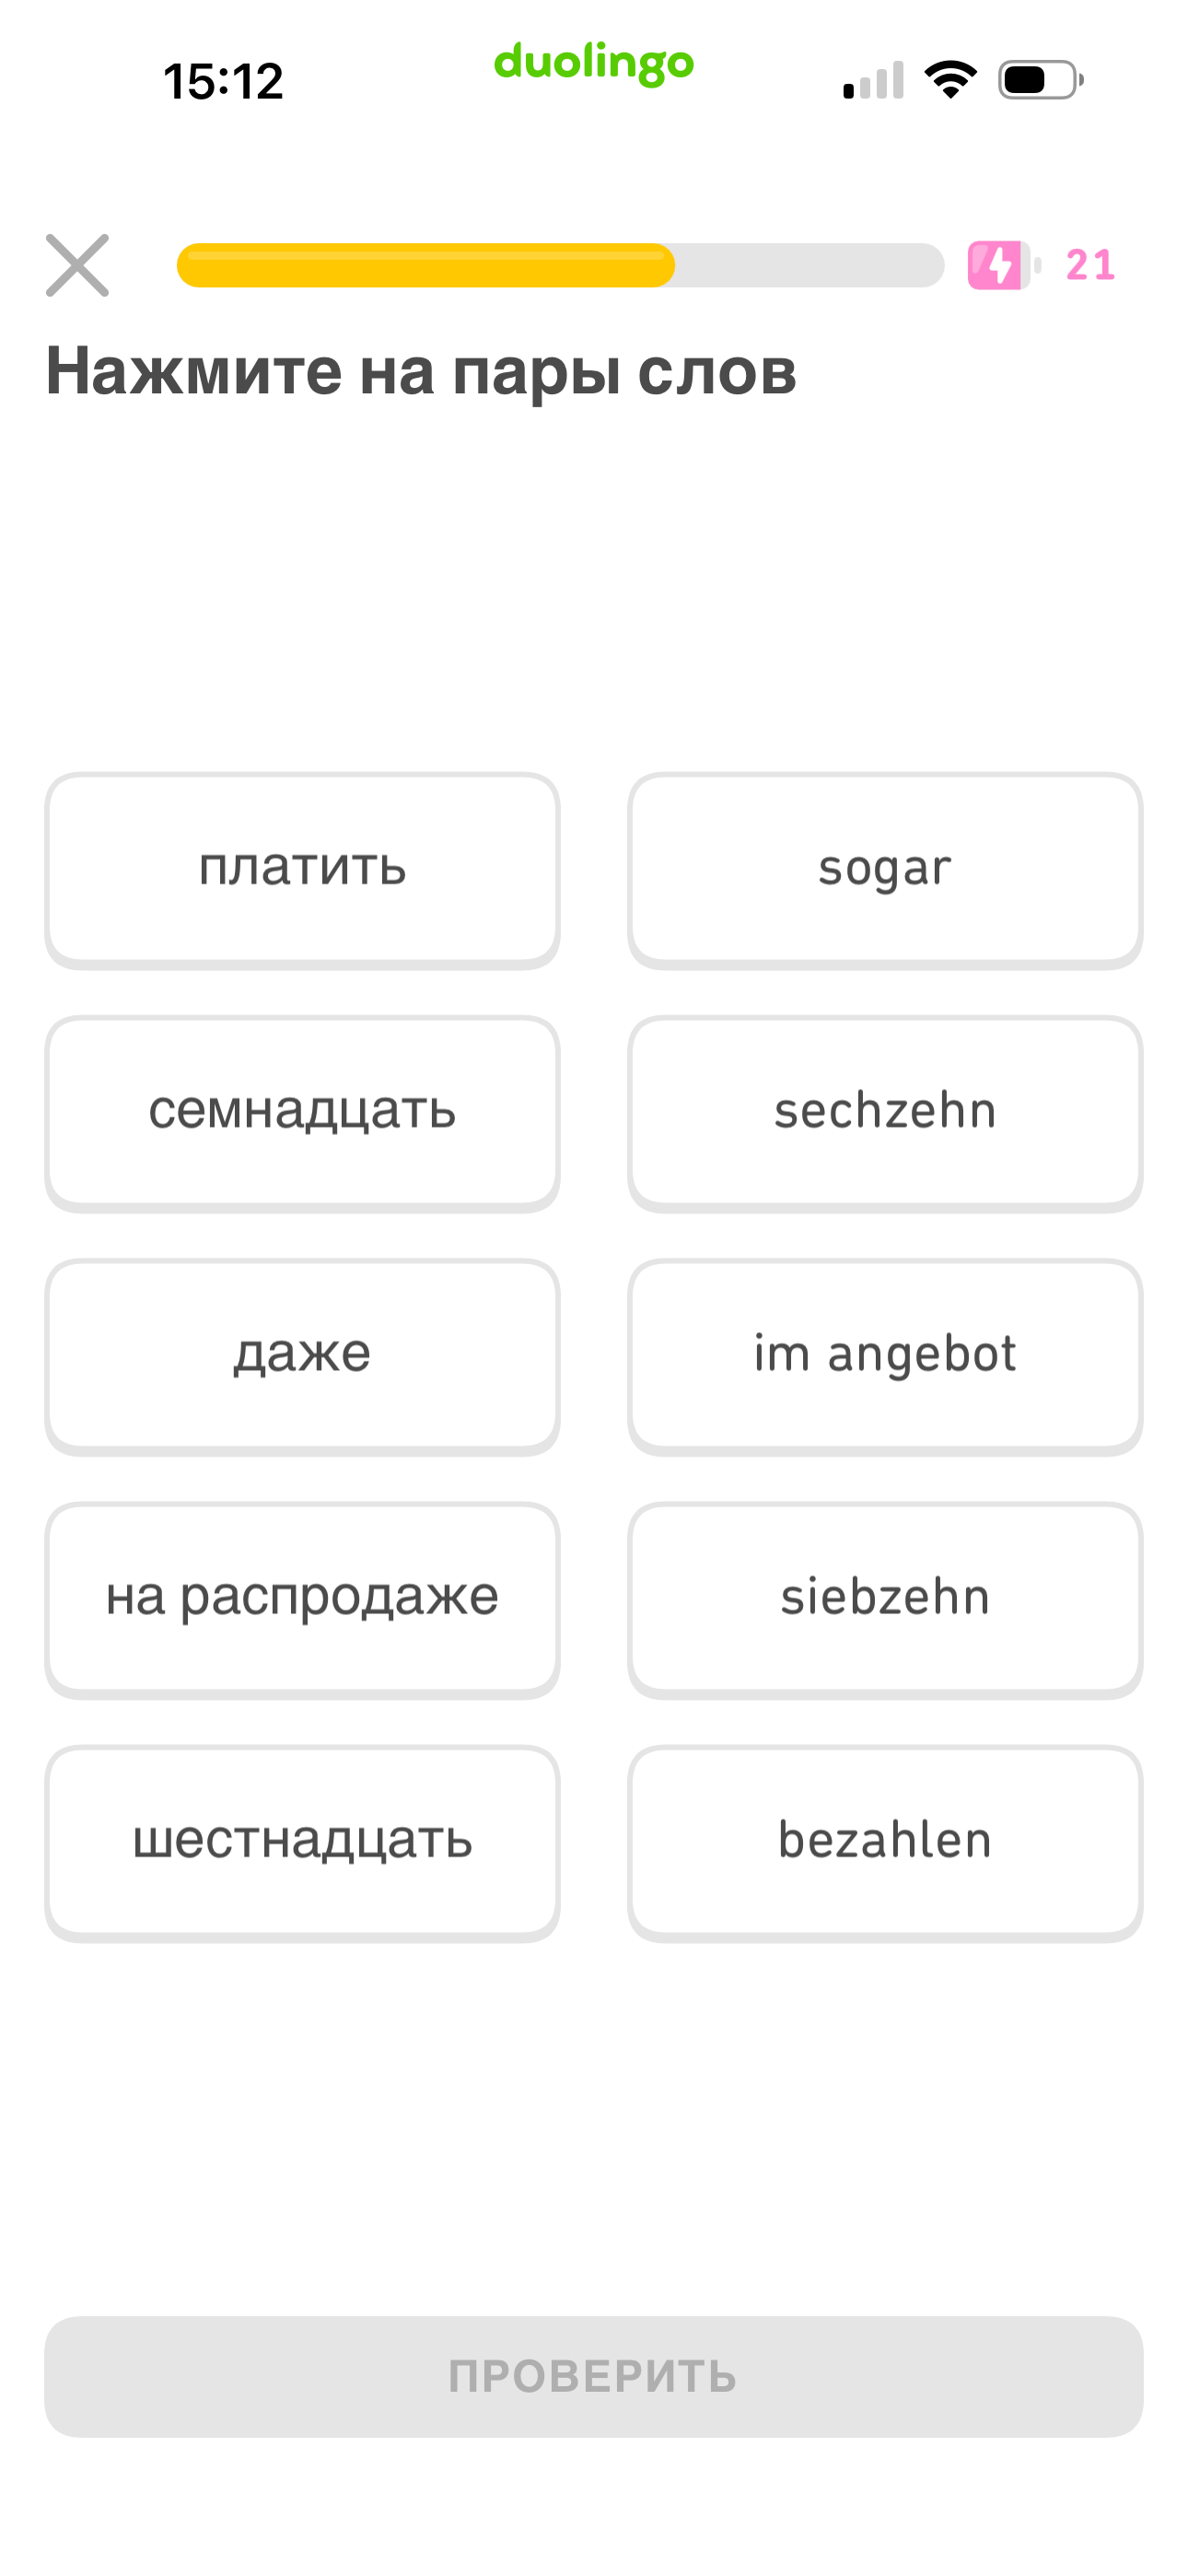 15:12
duolingo
21
Нажмите на пары слов
платить
sogar
семнадцать
sechzehn
даже
im angebot
на распродаже
siebzehn
шестнадцать
bezahlen
ПРОВЕРИТЬ